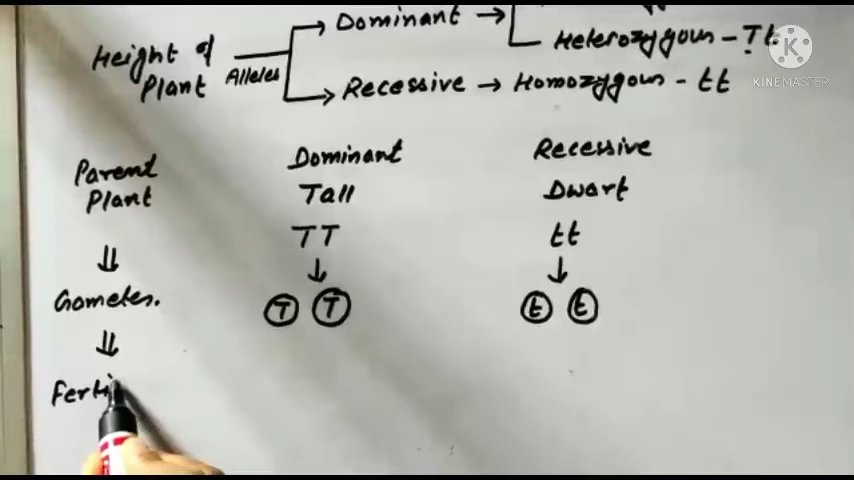 Dominant →
Heterozygous - Tt
Height of
Plant
Alleles
Recessive → Homozygous - tt
K
KINEMASTER
Parent
Plant
Dominant
Recessive
Tall
Dwart
TT
tt
Gametes.
T T
t t
Ferti